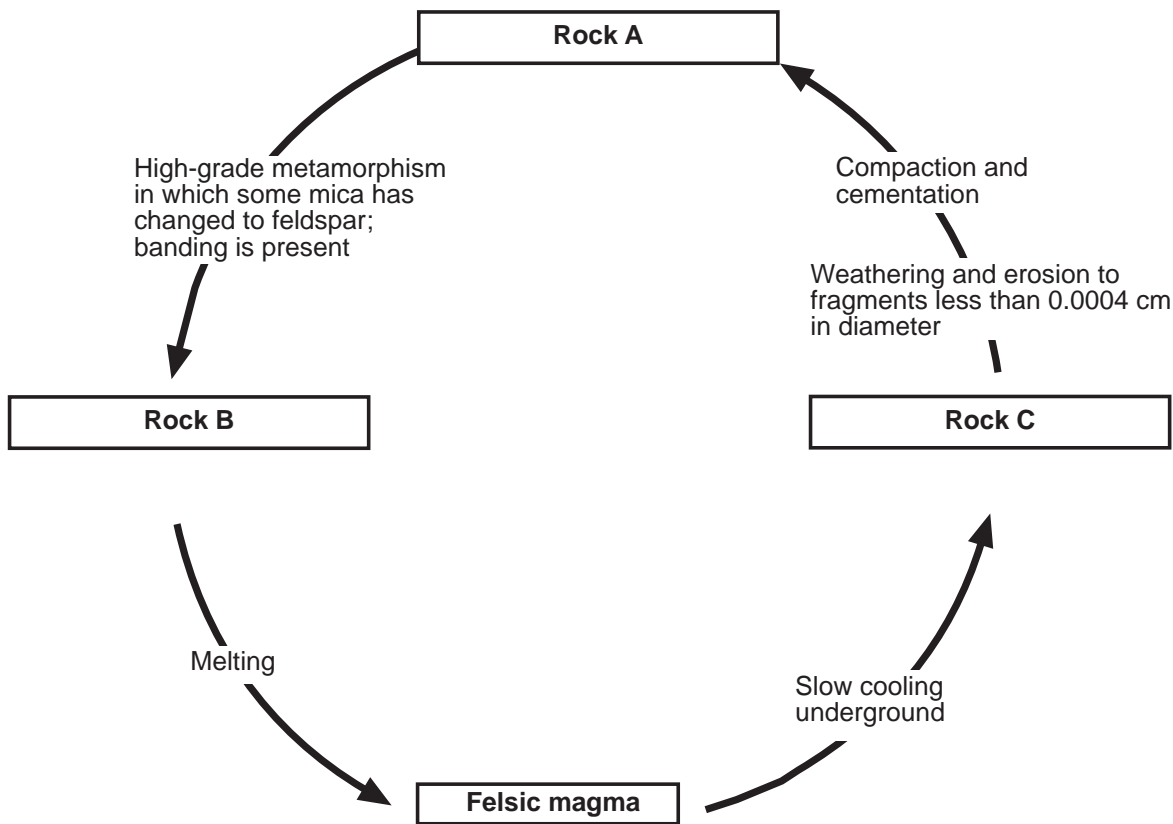 Rock A
High-grade metamorphism
in which some mica has
changed to feldspar;
banding is present
Compaction and
cementation
Weathering and erosion to
fragments less than 0.0004 cm
in diameter
Rock B
Rock C
Melting
Slow cooling
underground
Felsic magma